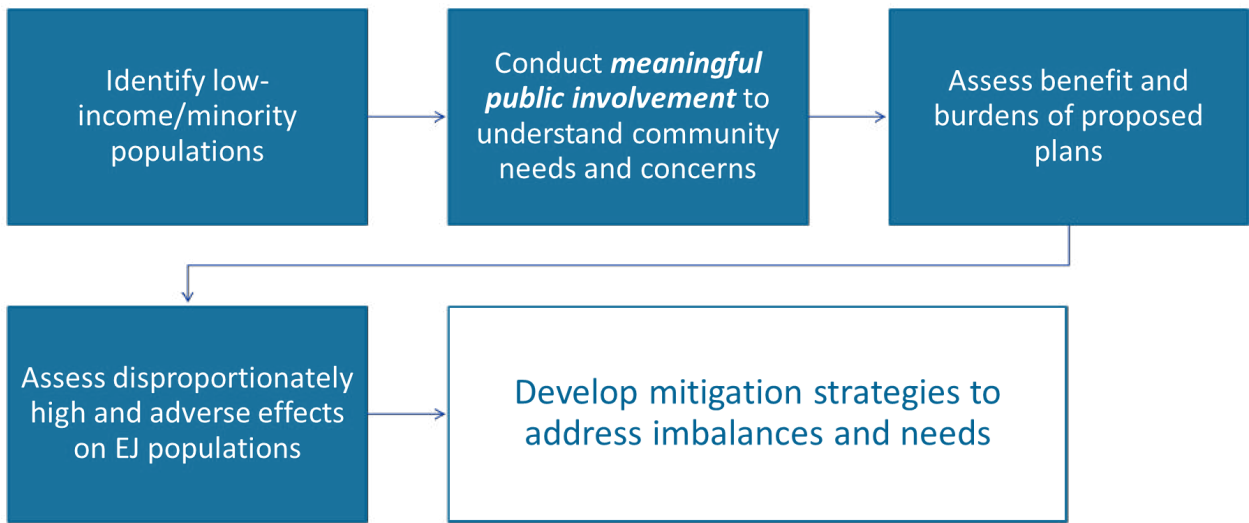 Identify low-
income/minority
populations
Conduct meaningful
public involvement to
understand community
needs and concerns
Assess benefit and
burdens of proposed
plans
Assess disproportionately
high and adverse effects
on EJ populations
Develop mitigation strategies to
address imbalances and needs